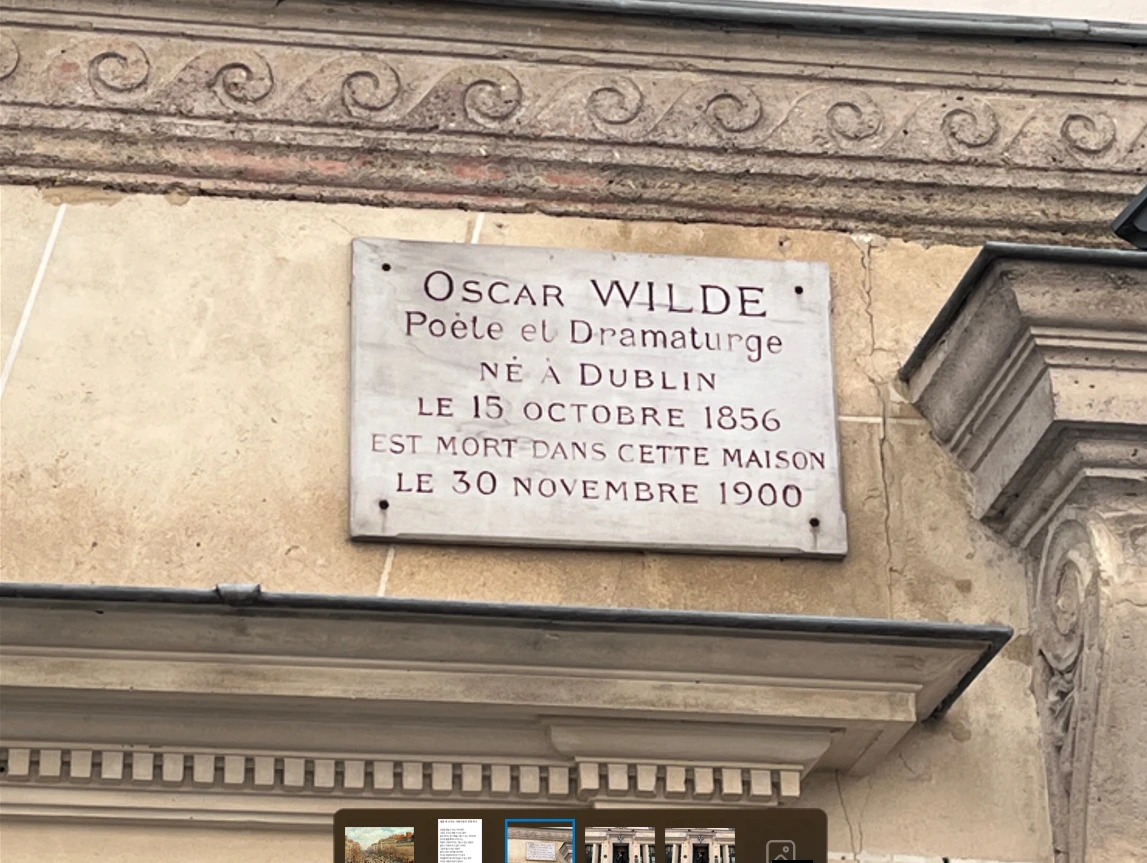 OSCAR WILDE
Poète et Dramaturge
NÉ À DUBLIN
LE 15 OCTOBRE 1856
EST MORT DANS CETTE MAISON
LE 30 NOVEMBRE 1900